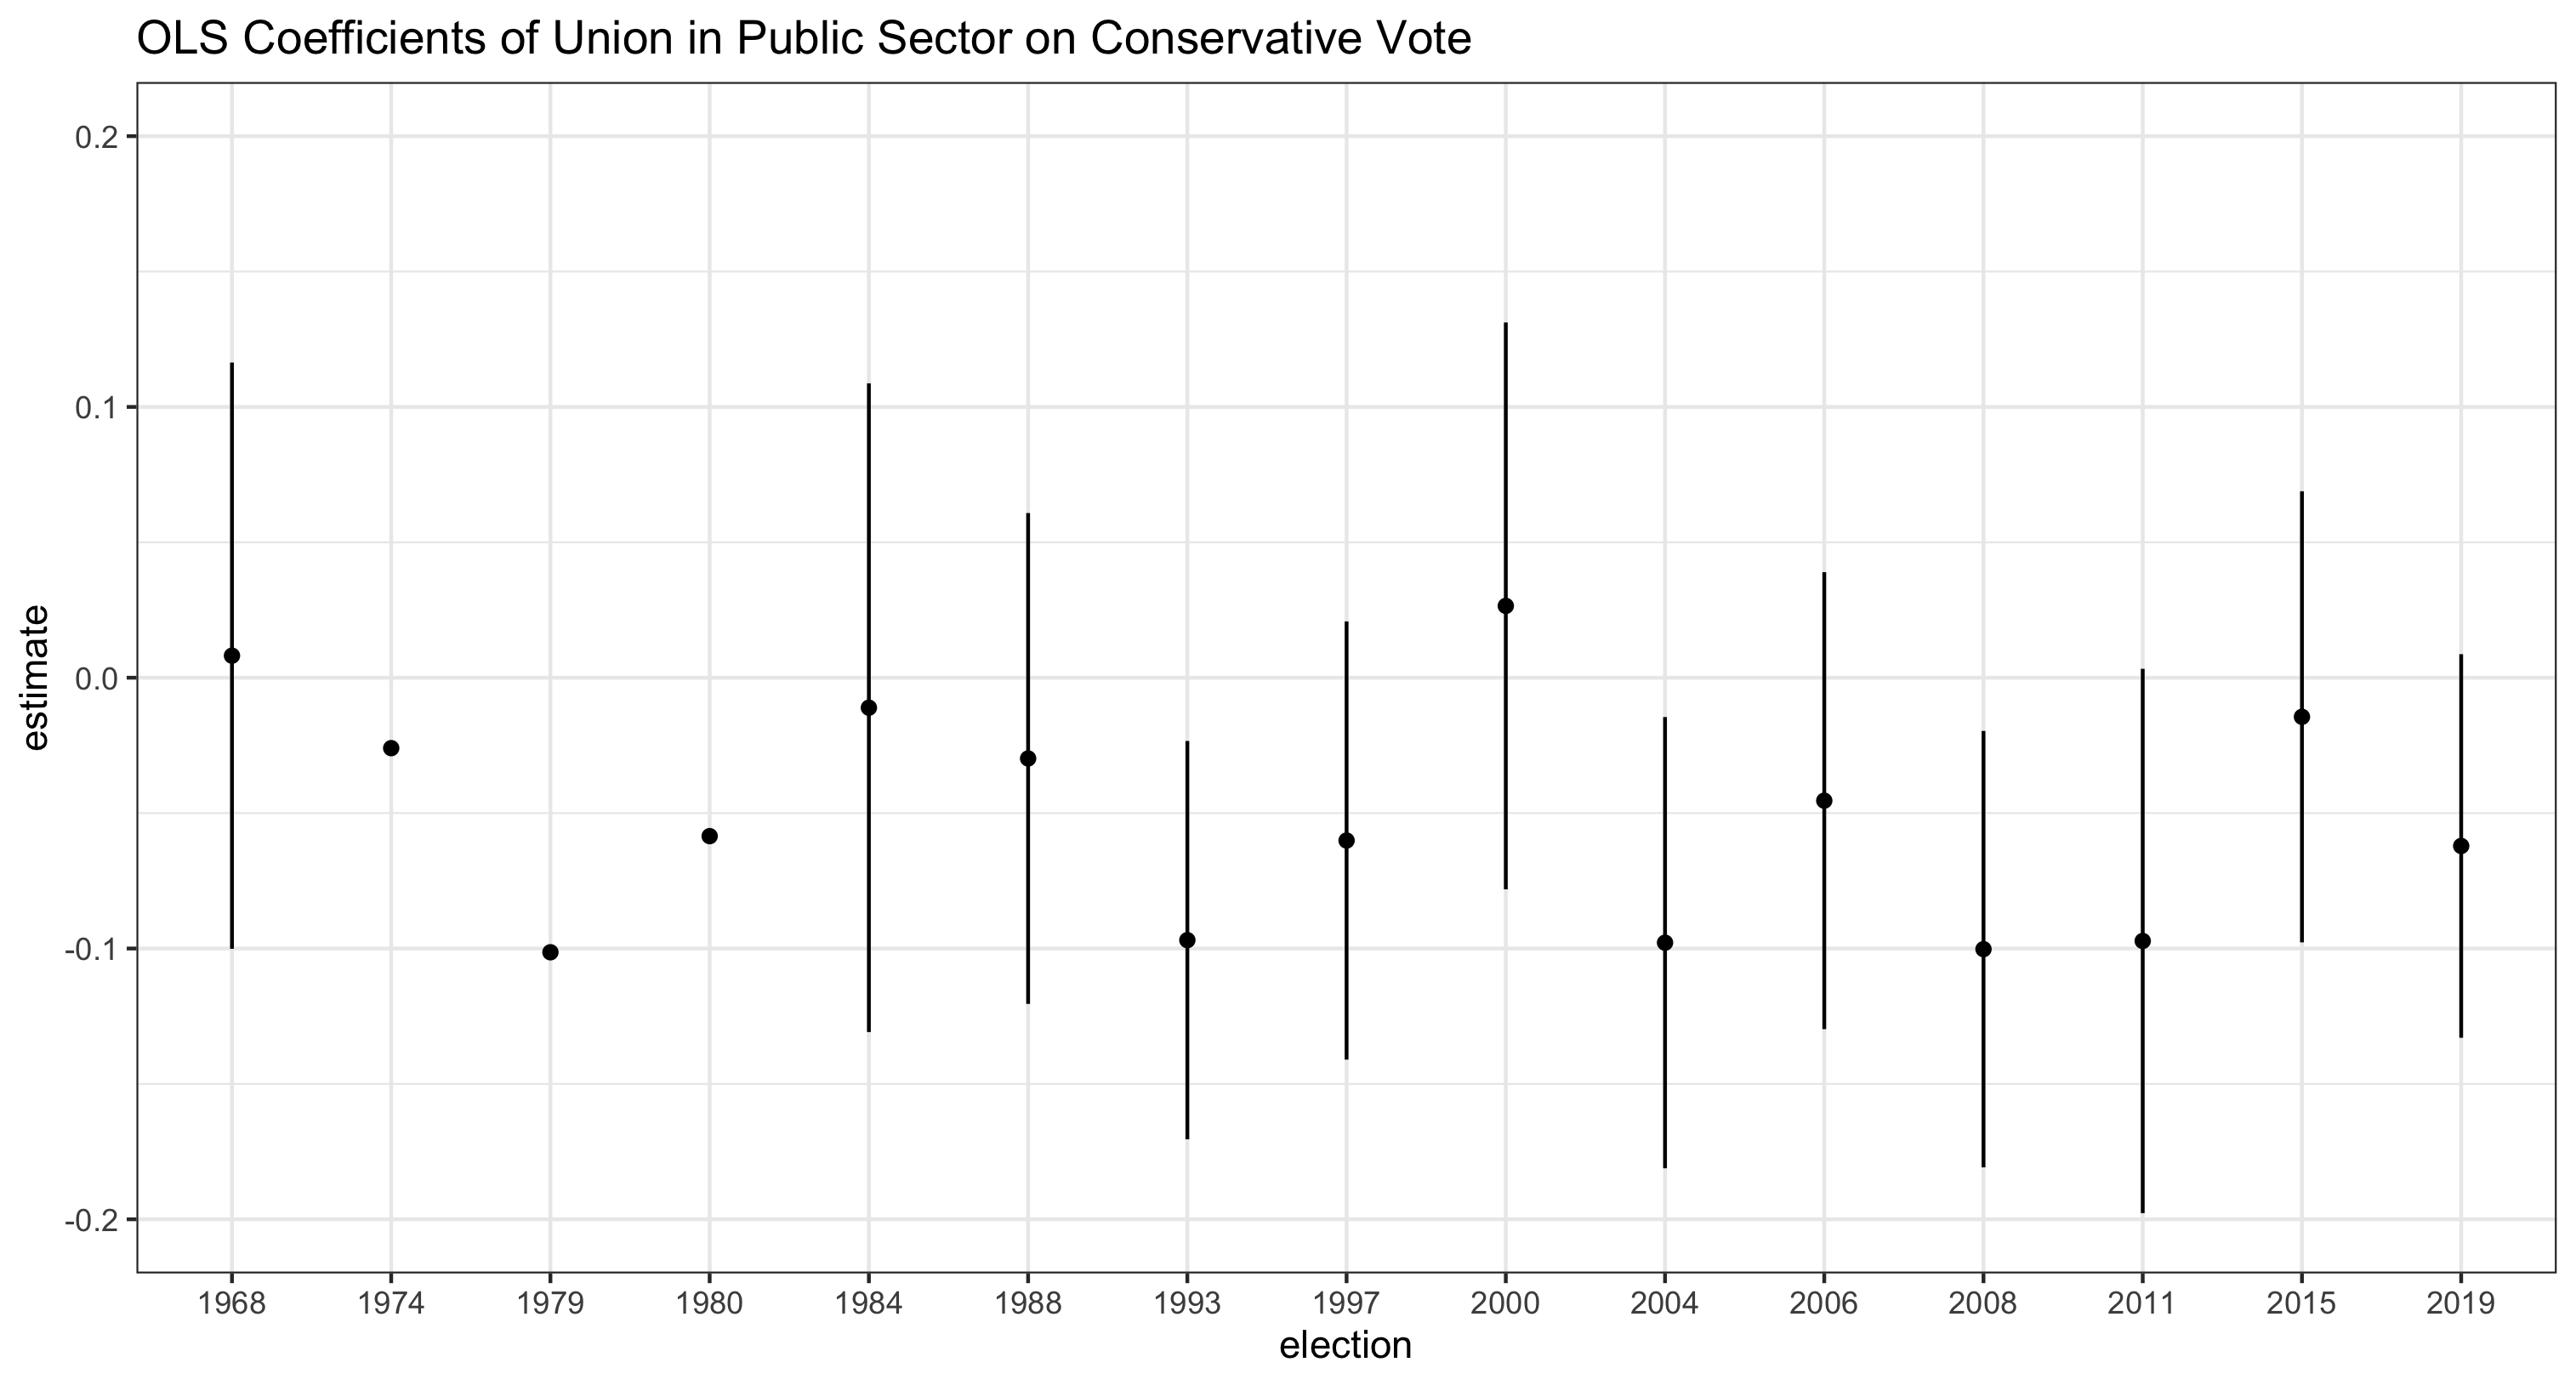 OLS Coefficients of Union in Public Sector on Conservative Vote
estimate
0.2
0.1
0.0
-0.1
-0.2
1968 1974 1979 1980 1984 1988 1993 1997 2000 2004 2006 2008 2011 2015 2019
election